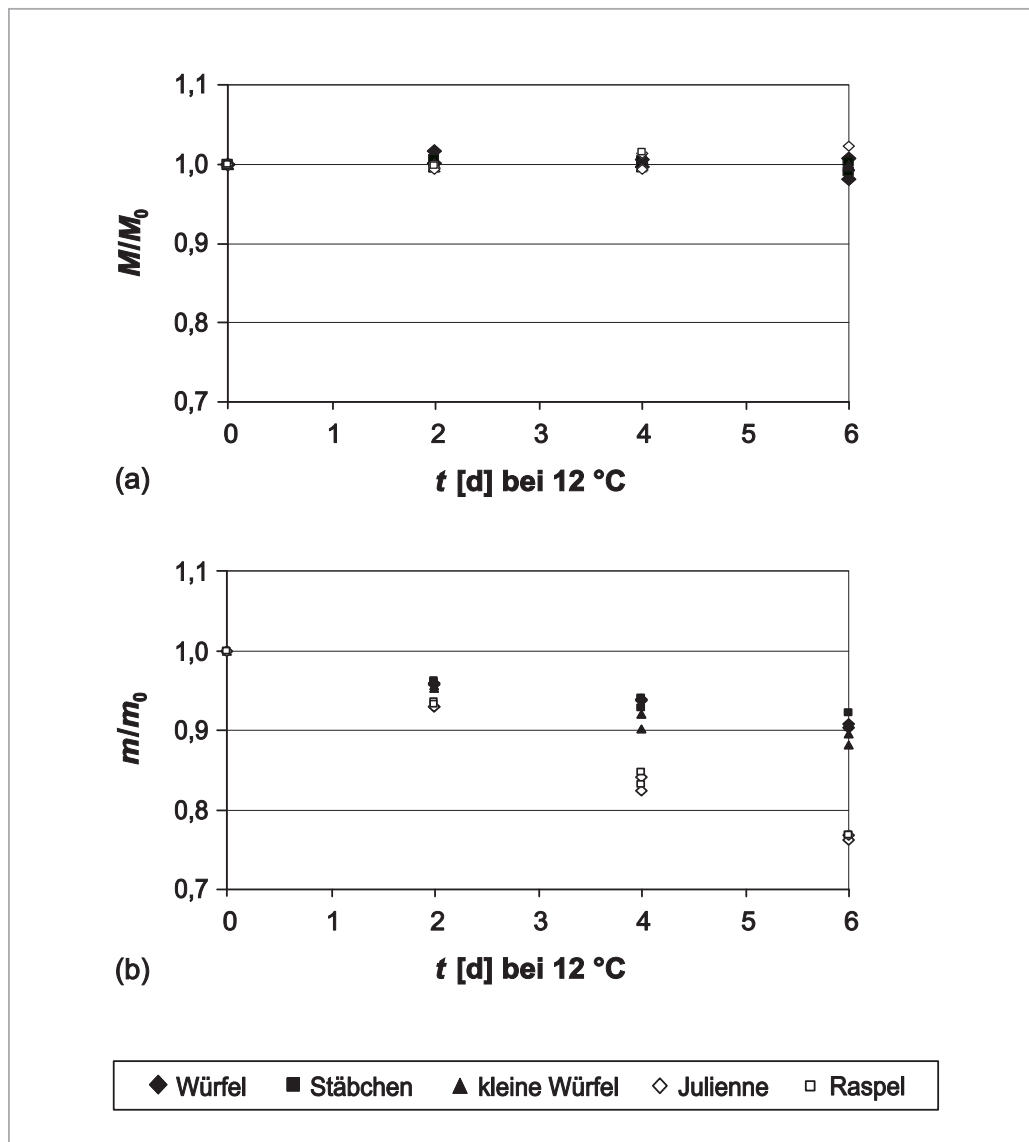 1,1
1,0
0,9
0,8
0,7
M/M₀
0 1 2 3 4 5 6
(a) t [d] bei 12 °C
1,1
1,0
0,9
0,8
0,7
m/m₀
0 1 2 3 4 5 6
(b) t [d] bei 12 °C
Würfel Stäbchen kleine Würfel Julienne Raspel